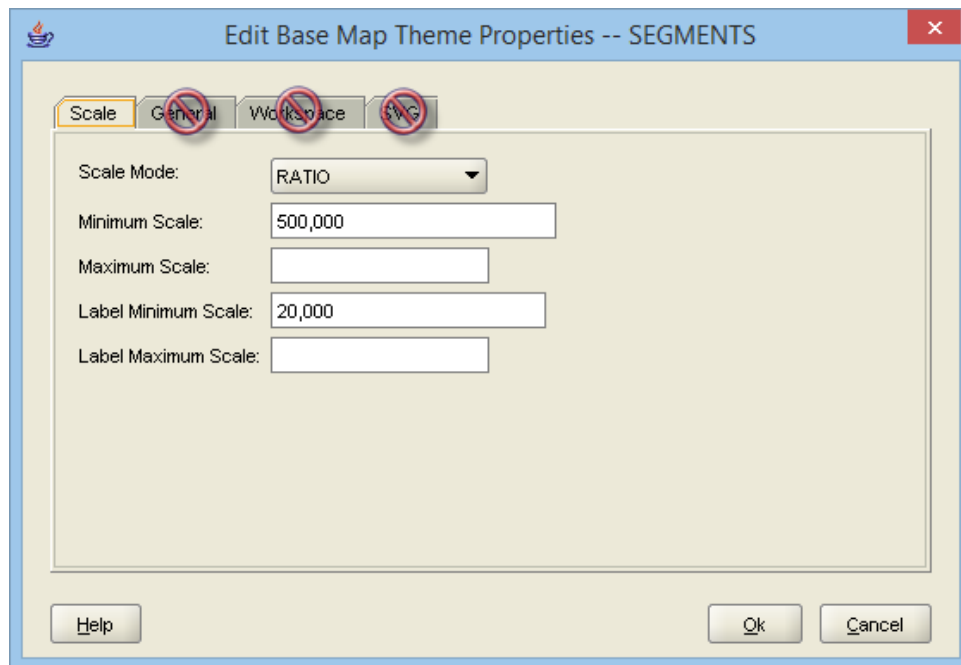 Edit Base Map Theme Properties -- SEGMENTS
Scale General Workspace SVG
Scale Mode: RATIO
Minimum Scale: 500,000
Maximum Scale:
Label Minimum Scale: 20,000
Label Maximum Scale:
Help Ok Cancel